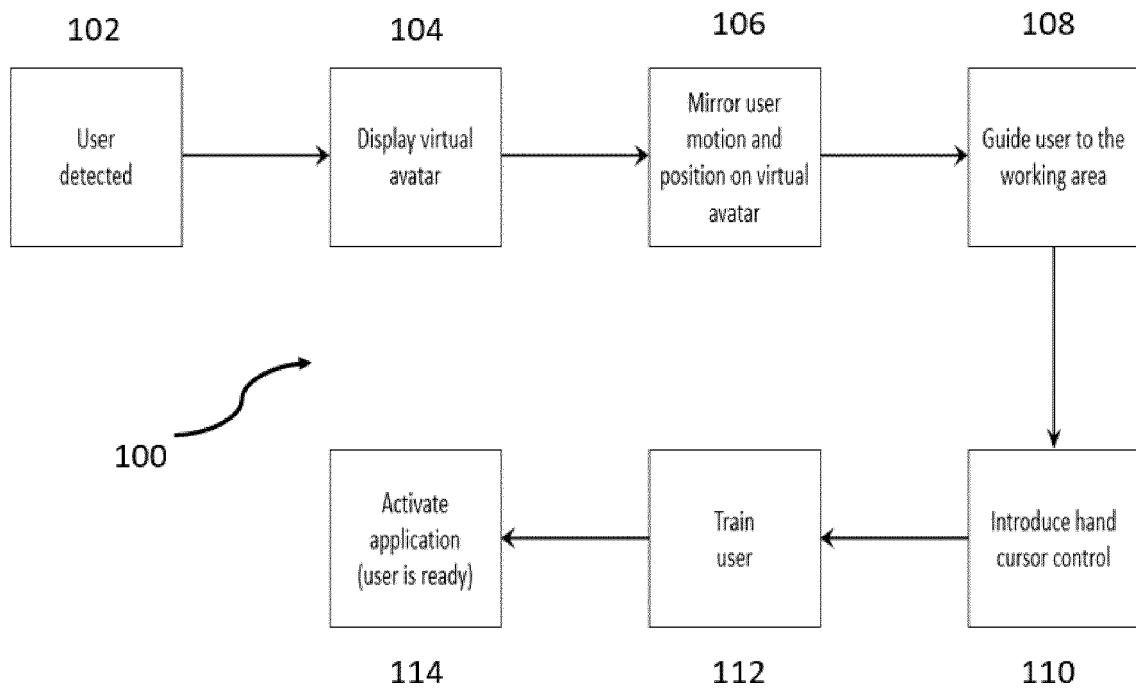 102
104
106
108
User
detected
Display virtual
avatar
Mirror user
motion and
position on virtual
avatar
Guide user to the
working area
100
Activate
application
(user is ready)
Train
user
Introduce hand
cursor control
114
112
110